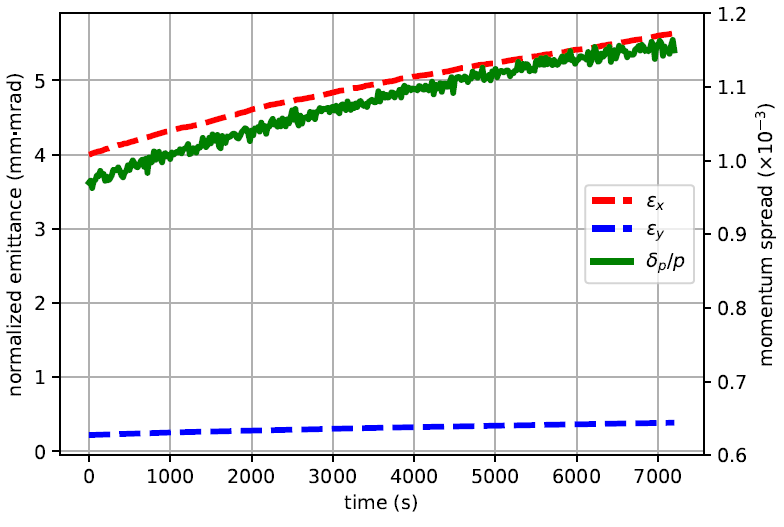 normalized emittance (mm·mrad)
5
4
3
2
1
0
1.2
1.1
1.0
0.9
0.8
0.7
0.6
momentum spread (×10⁻³)
εₓ
ε_y
δₚ/p
0 1000 2000 3000 4000 5000 6000 7000
time (s)